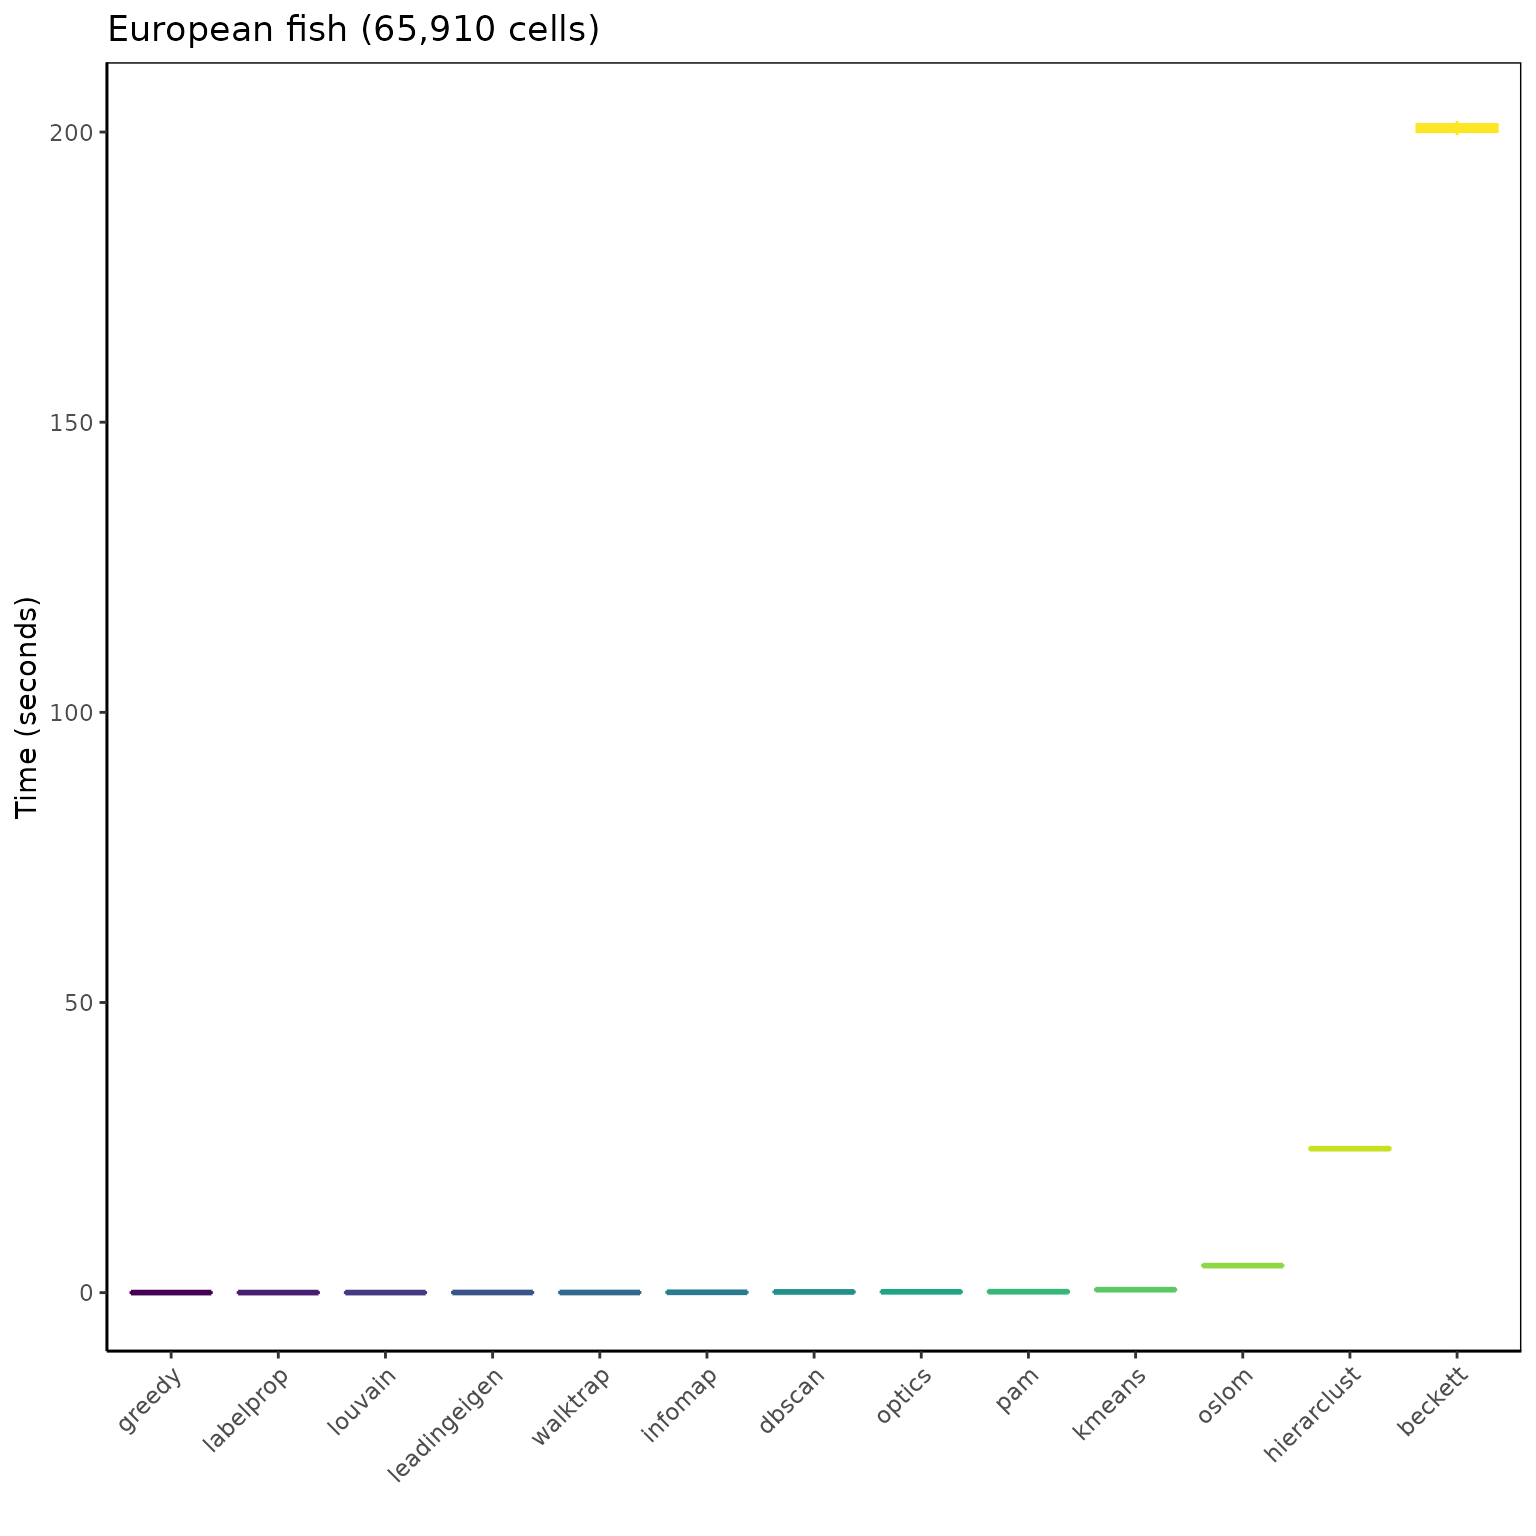 European fish (65,910 cells)
Time (seconds)
200
150
100
50
0
greedy
labelprop
louvain
leadingeigen
walktrap
infomap
dbscan
optics
pam
kmeans
oslom
hierarclust
beckett